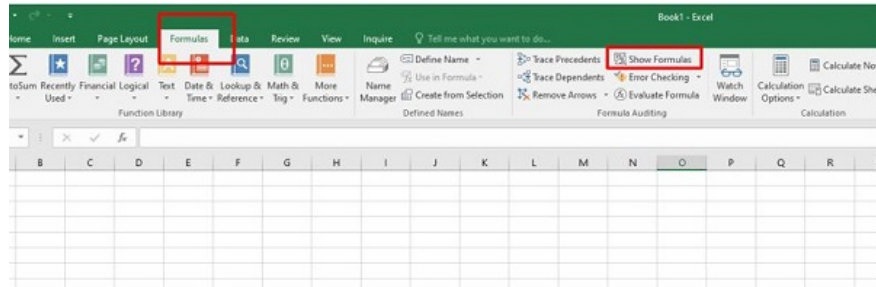 Book1 - Excel
Home Insert Page Layout Formulas Data Review View Inquire Tell me what you want to do...
AutoSum Recently Used Financial Logical Text Date & Time Lookup & Reference Math & Trig More Functions
Function Library
Name Manager
Define Name
Use in Formula
Create from Selection
Defined Names
Trace Precedents Show Formulas
Trace Dependents Error Checking
Remove Arrows Evaluate Formula
Watch Window
Formula Auditing
Calculation Options
Calculate No
Calculate She
Calculation
fx
B C D E F G H I J K L M N O P Q R